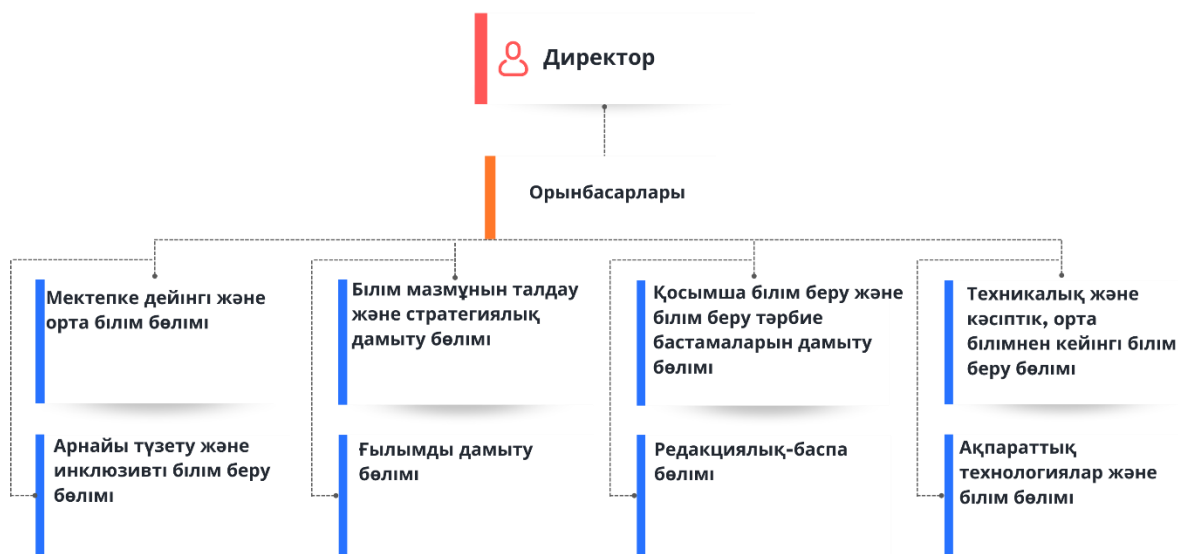 Директор
Орынбасарлары
Мектепке дейінгі және
орта білім бөлімі
Білім мазмұнын талдау
және стратегиялық
дамыту бөлімі
Қосымша білім беру және
білім беру тәрбие
бастамаларын дамыту
бөлімі
Техникалық және
кәсіптік, орта
білімнен кейінгі білім
беру бөлімі
Арнайы түзету және
инклюзивті білім беру
бөлімі
Ғылымды дамыту
бөлімі
Редакциялық-баспа
бөлімі
Ақпараттық
технологиялар және
білім бөлімі